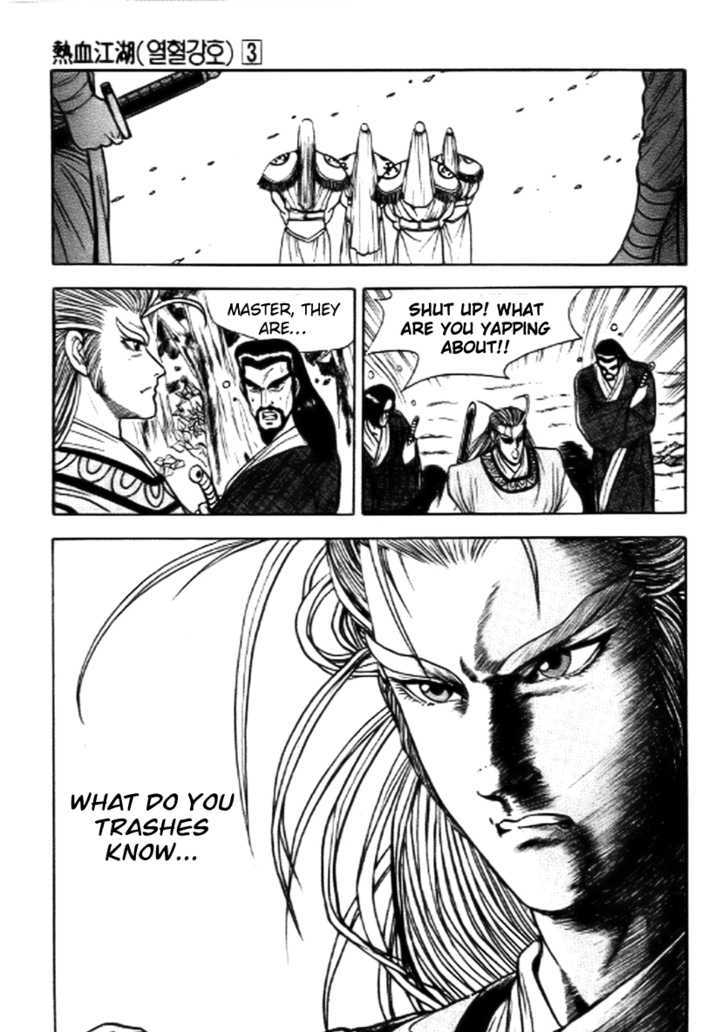 熱血江湖(열혈강호) 3
MASTER, THEY
ARE...
SHUT UP! WHAT
ARE YOU YAPPING
ABOUT!!
WHAT DO YOU
TRASHES
KNOW...